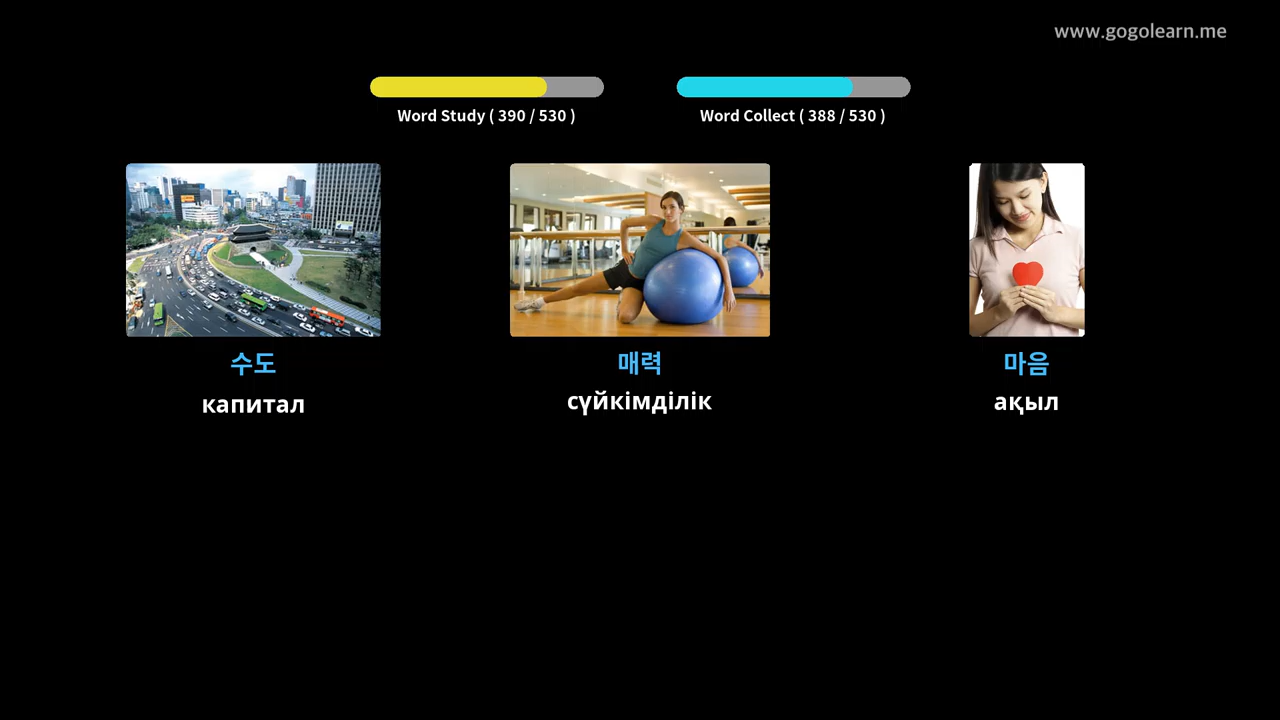 www.gogolearn.me
Word Study ( 390 / 530 )
Word Collect ( 388 / 530 )
수도
капитал
매력
сүйкімділік
마음
ақыл